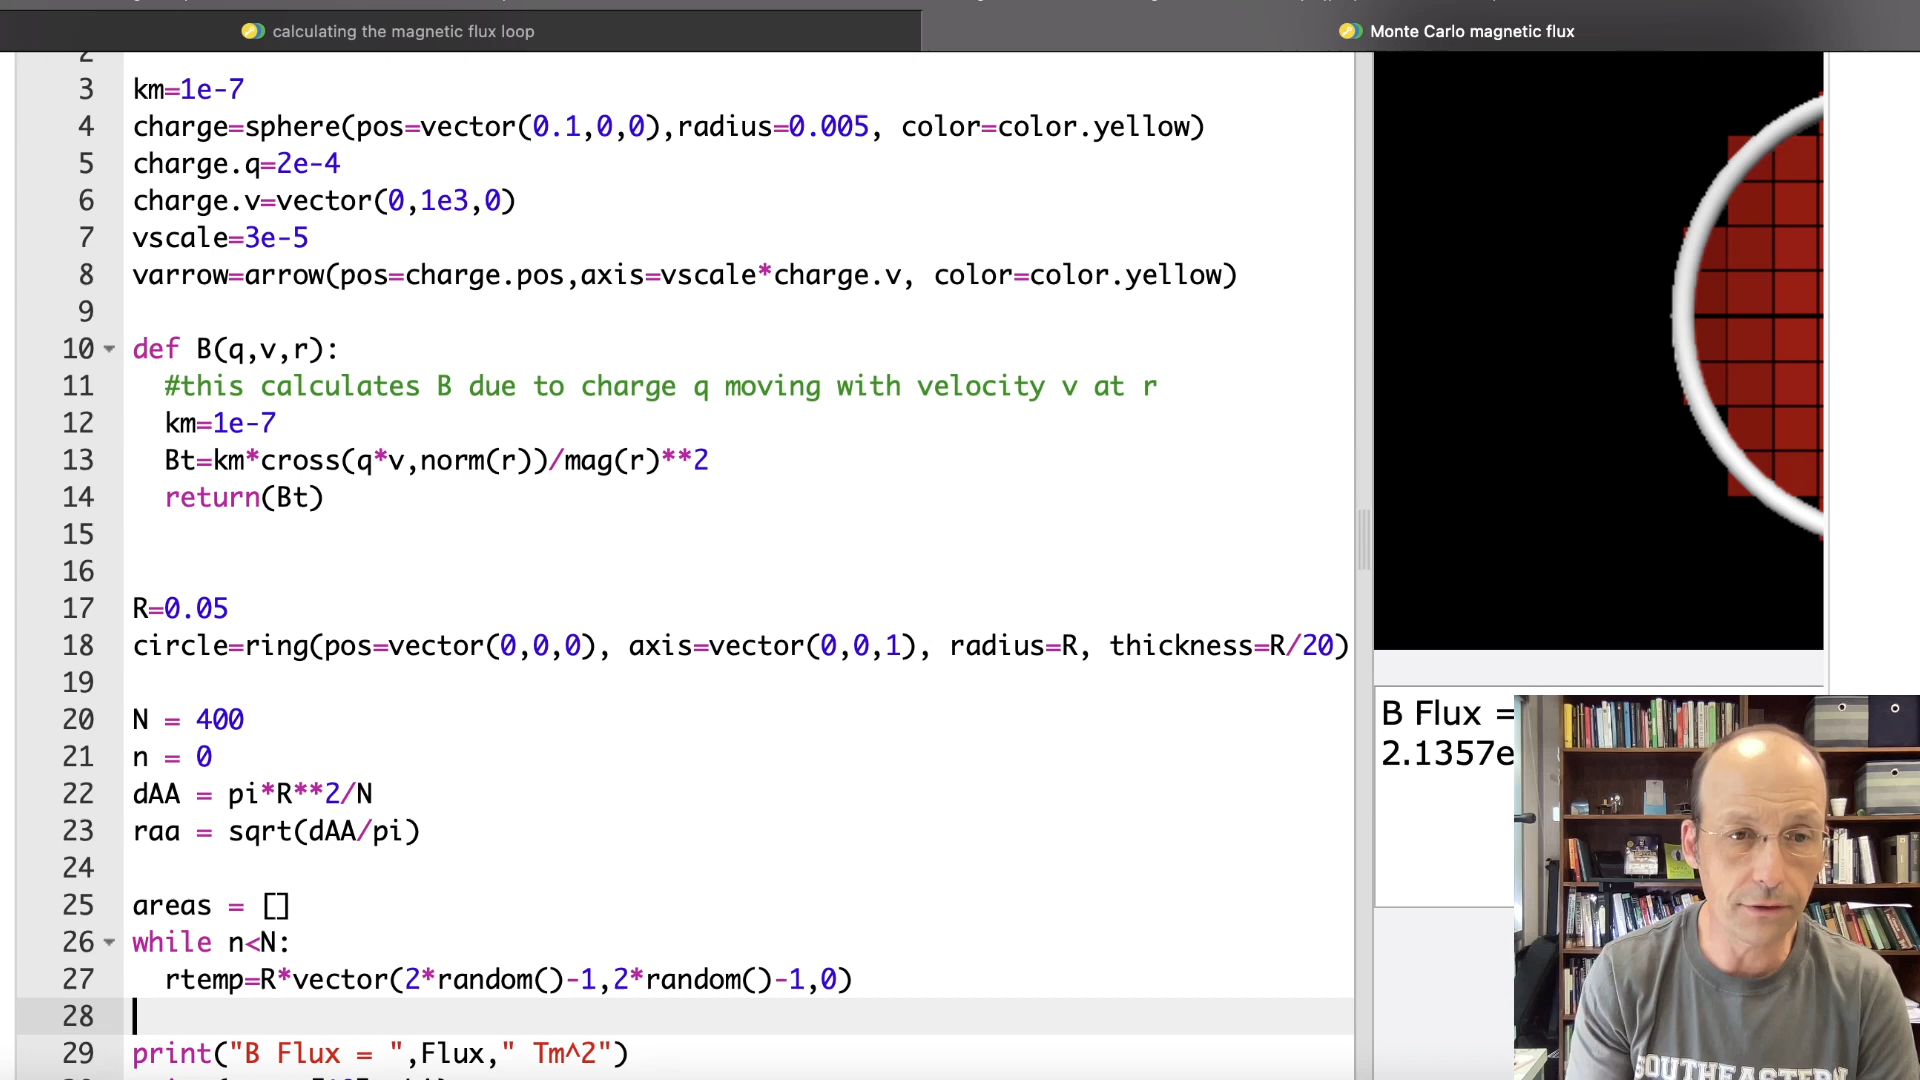 calculating the magnetic flux loop
Monte Carlo magnetic flux
2
3 km=1e-7
4 charge=sphere(pos=vector(0.1,0,0),radius=0.005, color=color.yellow)
5 charge.q=2e-4
6 charge.v=vector(0,1e3,0)
7 vscale=3e-5
8 varrow=arrow(pos=charge.pos,axis=vscale*charge.v, color=color.yellow)
9
10 def B(q,v,r):
11 #this calculates B due to charge q moving with velocity v at r
12 km=1e-7
13 Bt=km*cross(q*v,norm(r))/mag(r)**2
14 return(Bt)
15
16
17 R=0.05
18 circle=ring(pos=vector(0,0,0), axis=vector(0,0,1), radius=R, thickness=R/20)
19
20 N = 400
21 n = 0
22 dAA = pi*R**2/N
23 raa = sqrt(dAA/pi)
24
25 areas = []
26 while n<N:
27 rtemp=R*vector(2*random()-1,2*random()-1,0)
28
29 print("B Flux = ",Flux," Tm^2")
B Flux =
2.1357e
SOUTHEASTERN